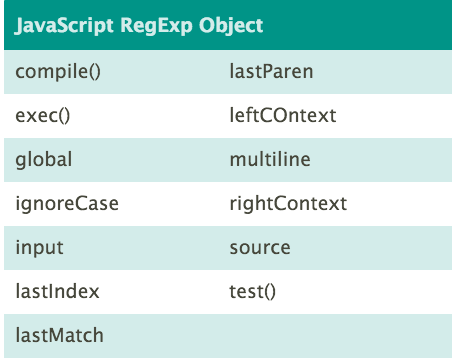 JavaScript RegExp Object
compile() lastParen
exec() leftCOntext
global multiline
ignoreCase rightContext
input source
lastIndex test()
lastMatch